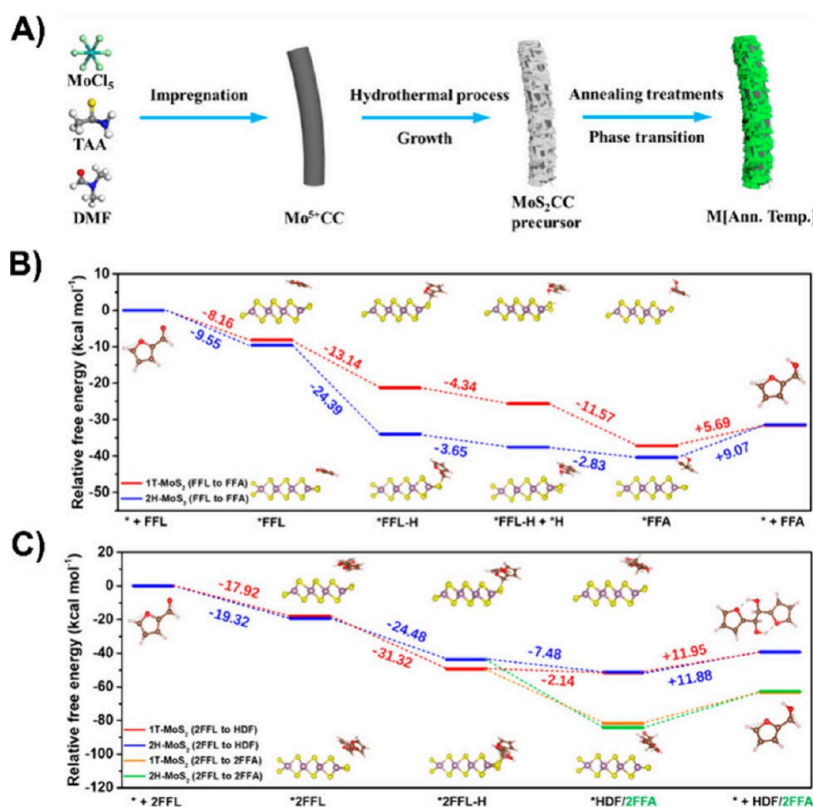 A)
MoCl5
TAA
DMF
Impregnation
Mo5+CC
Hydrothermal process
Growth
MoS2CC
precursor
Annealing treatments
Phase transition
M[Ann. Temp.]
B)
Relative free energy (kcal mol-1)
10
0
-10
-20
-30
-40
-50
-8.16
-9.55
-13.14
-24.39
-4.34
-3.65
-11.57
-2.83
+5.69
+9.07
1T-MoS2 (FFL to FFA)
2H-MoS2 (FFL to FFA)
* + FFL
*FFL
*FFL-H
*FFL-H + *H
*FFA
* + FFA
C)
Relative free energy (kcal mol-1)
20
0
-20
-40
-60
-80
-100
-120
-17.92
-19.32
-24.48
-31.32
-7.48
-2.14
+11.95
+11.88
1T-MoS2 (2FFL to HDF)
2H-MoS2 (2FFL to HDF)
1T-MoS2 (2FFL to 2FFA)
2H-MoS2 (2FFL to 2FFA)
* + 2FFL
*2FFL
*2FFL-H
*HDF/2FFA
* + HDF/2FFA